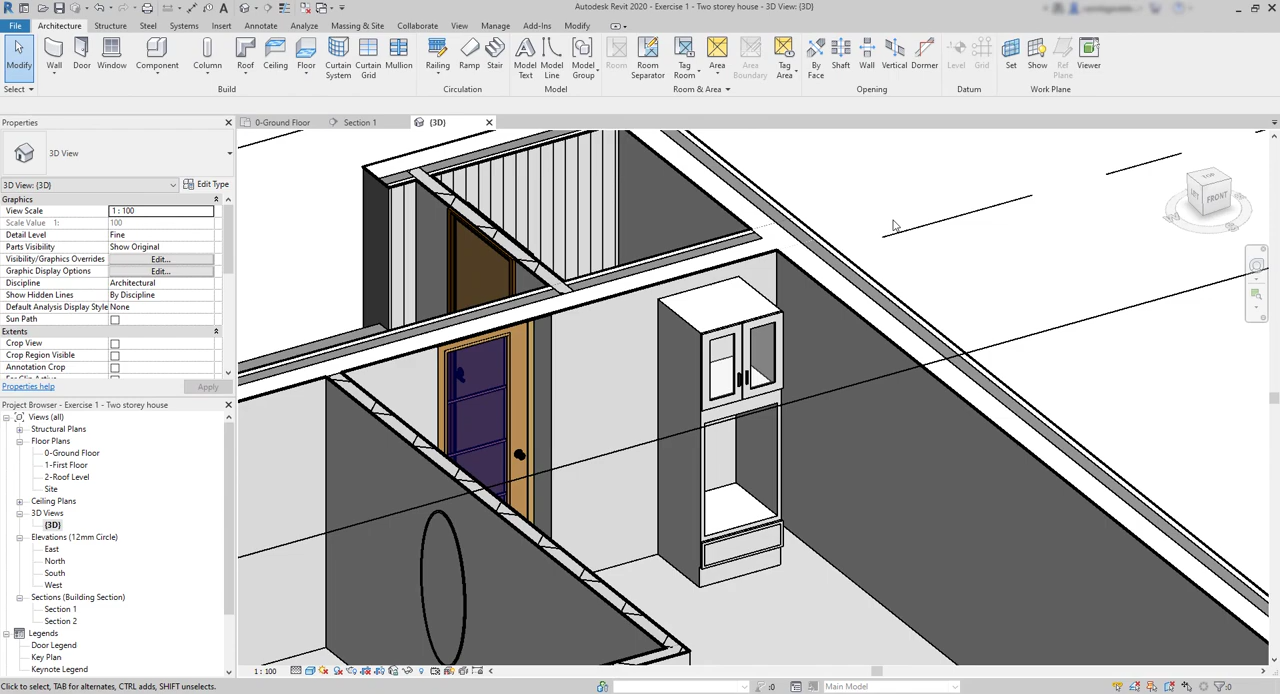 Autodesk Revit 2020 - Exercise 1 - Two storey house - 3D View: {3D}
File Architecture Structure Steel Systems Insert Annotate Analyze Massing & Site Collaborate View Manage Add-Ins Modify
Modify Wall Door Window Component Column Roof Ceiling Floor Curtain System Curtain Grid Mullion Railing Ramp Stair Model Text Model Line Model Group Room Room Separator Tag Room Area Area Boundary Tag Area By Face Shaft Wall Vertical Dormer Level Grid Set Show Ref Plane Viewer
Select Build Circulation Model Room & Area Opening Datum Work Plane
Properties
0-Ground Floor Section 1 {3D}
3D View
3D View: {3D} Edit Type
Graphics
View Scale 1 : 100
Scale Value 1: 100
Detail Level Fine
Parts Visibility Show Original
Visibility/Graphics Overrides Edit...
Graphic Display Options Edit...
Discipline Architectural
Show Hidden Lines By Discipline
Default Analysis Display Style None
Sun Path
Extents
Crop View
Crop Region Visible
Annotation Crop
Properties help Apply
Project Browser - Exercise 1 - Two storey house
Views (all)
Structural Plans
Floor Plans
0-Ground Floor
1-First Floor
2-Roof Level
Site
Ceiling Plans
3D Views
{3D}
Elevations (12mm Circle)
East
North
South
West
Sections (Building Section)
Section 1
Section 2
Legends
Door Legend
Key Plan
Keynote Legend
TOP
LEFT FRONT
1 : 100
Click to select, TAB for alternates, CTRL adds, SHIFT unselects. :0 Main Model :0